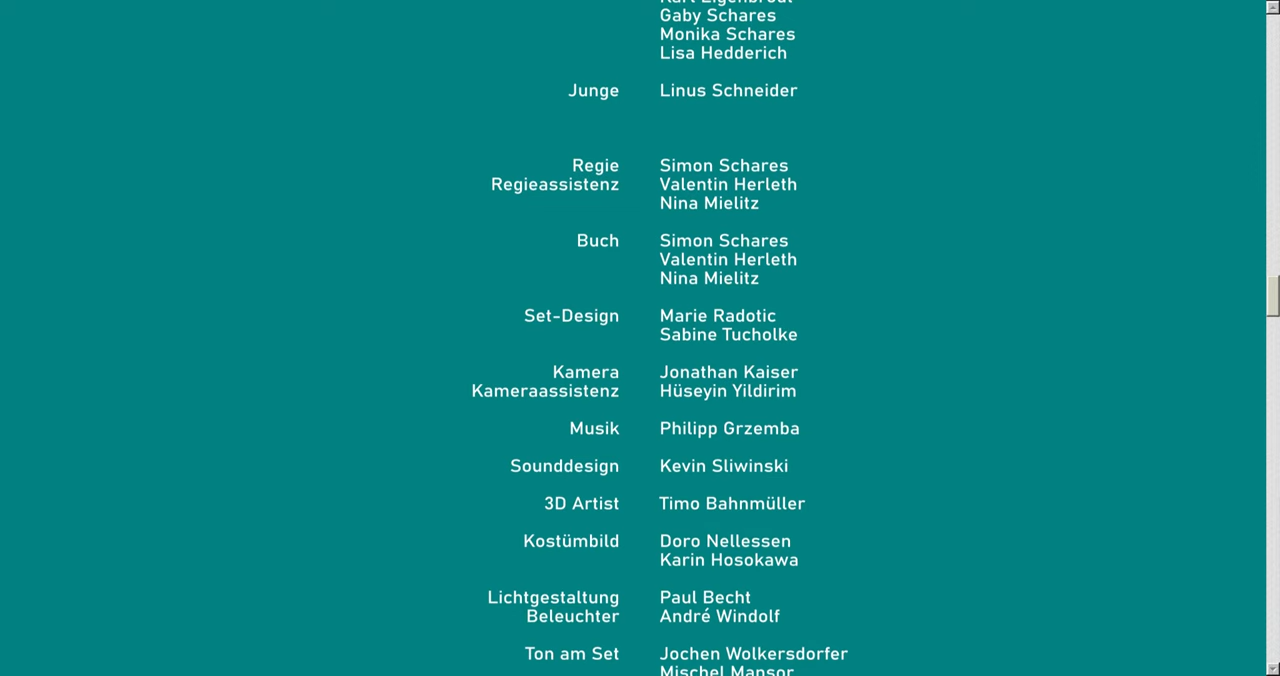 Gaby Schares
Monika Schares
Lisa Hedderich
Junge Linus Schneider
Regie Simon Schares
Regieassistenz Valentin Herleth
Nina Mielitz
Buch Simon Schares
Valentin Herleth
Nina Mielitz
Set-Design Marie Radotic
Sabine Tucholke
Kamera Jonathan Kaiser
Kameraassistenz Hüseyin Yildirim
Musik Philipp Grzemba
Sounddesign Kevin Sliwinski
3D Artist Timo Bahnmüller
Kostümbild Doro Nellessen
Karin Hosokawa
Lichtgestaltung Paul Becht
Beleuchter André Windolf
Ton am Set Jochen Wolkersdorfer
Mischel Mansor